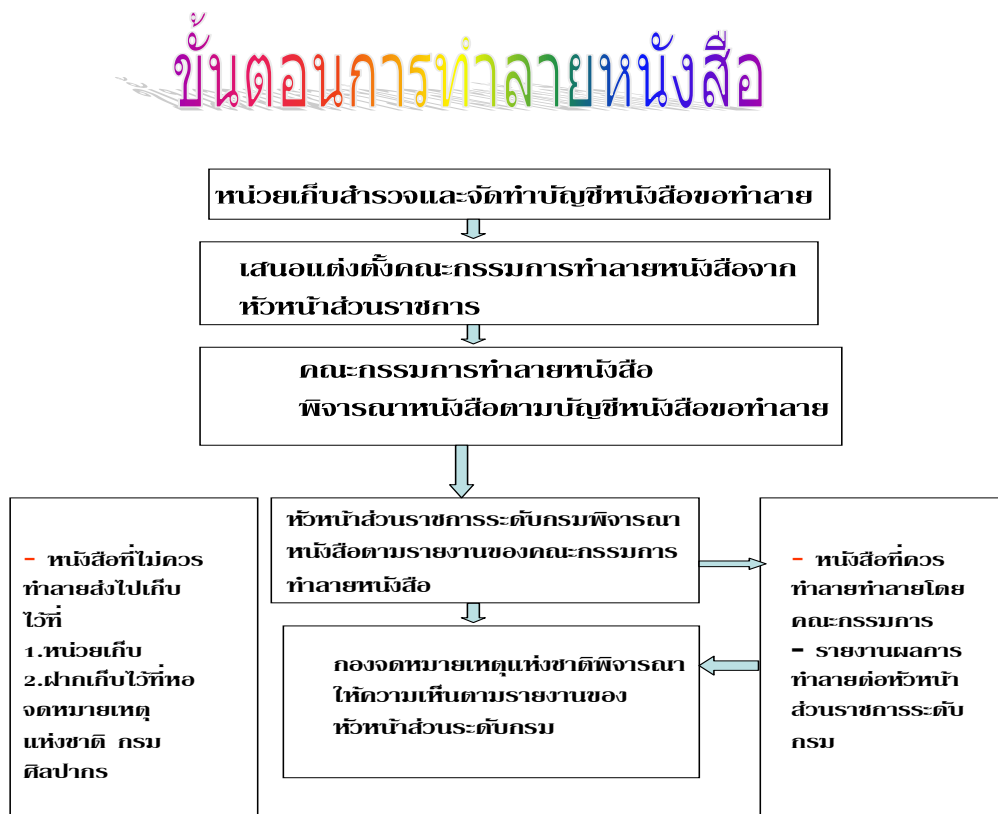 ขั้นตอนการทำลายหนังสือ
หน่วยเก็บสำรวจและจัดทำบัญชีหนังสือขอทำลาย
เสนอแต่งตั้งคณะกรรมการทำลายหนังสือจาก
หัวหน้าส่วนราชการ
คณะกรรมการทำลายหนังสือ
พิจารณาหนังสือตามบัญชีหนังสือขอทำลาย
หัวหน้าส่วนราชการระดับกรมพิจารณา
หนังสือตามรายงานของคณะกรรมการ
ทำลายหนังสือ
กองจดหมายเหตุแห่งชาติพิจารณา
ให้ความเห็นตามรายงานของ
หัวหน้าส่วนระดับกรม
- หนังสือที่ไม่ควร
ทำลายส่งไปเก็บ
ไว้ที่
1.หน่วยเก็บ
2.ฝากเก็บไว้ที่หอ
จดหมายเหตุ
แห่งชาติ กรม
ศิลปากร
- หนังสือที่ควร
ทำลายทำลายโดย
คณะกรรมการ
- รายงานผลการ
ทำลายต่อหัวหน้า
ส่วนราชการระดับ
กรม